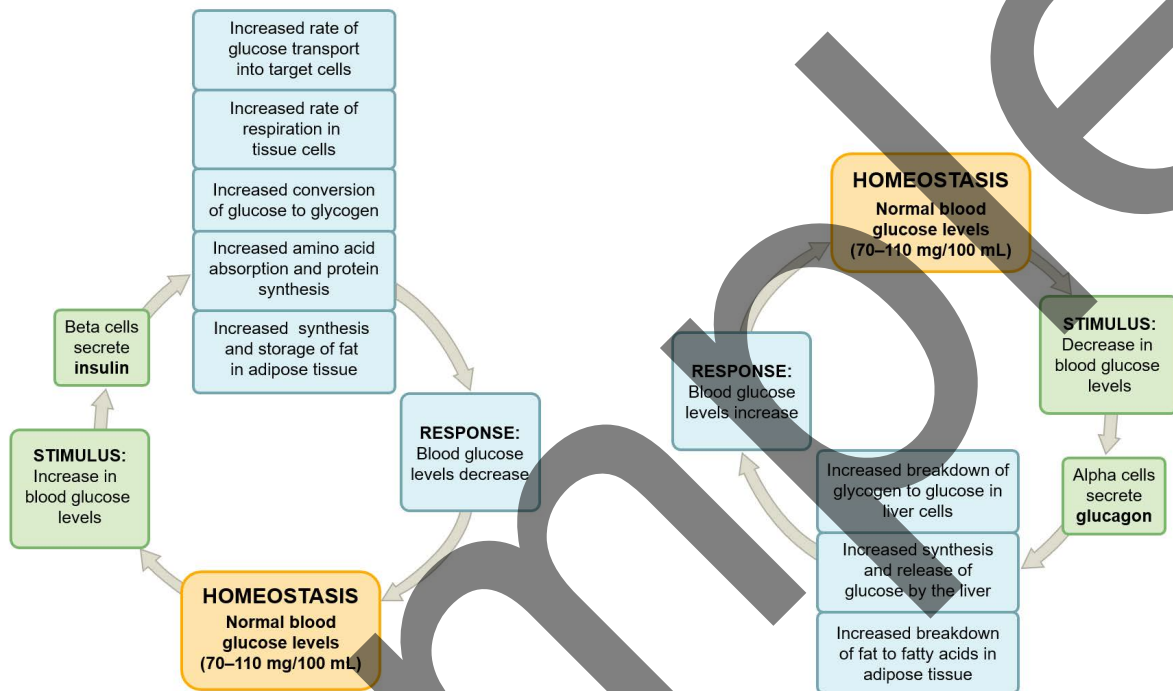 Increased rate of
glucose transport
into target cells
Increased rate of
respiration in
tissue cells
Increased conversion
of glucose to glycogen
Increased amino acid
absorption and protein
synthesis
Increased synthesis
and storage of fat
in adipose tissue
Beta cells
secrete
insulin
STIMULUS:
Increase in
blood glucose
levels
RESPONSE:
Blood glucose
levels decrease
HOMEOSTASIS
Normal blood
glucose levels
(70–110 mg/100 mL)
HOMEOSTASIS
Normal blood
glucose levels
(70–110 mg/100 mL)
STIMULUS:
Decrease in
blood glucose
levels
Alpha cells
secrete
glucagon
Increased breakdown of
glycogen to glucose in
liver cells
Increased synthesis
and release of
glucose by the liver
Increased breakdown
of fat to fatty acids in
adipose tissue
RESPONSE:
Blood glucose
levels increase
mple